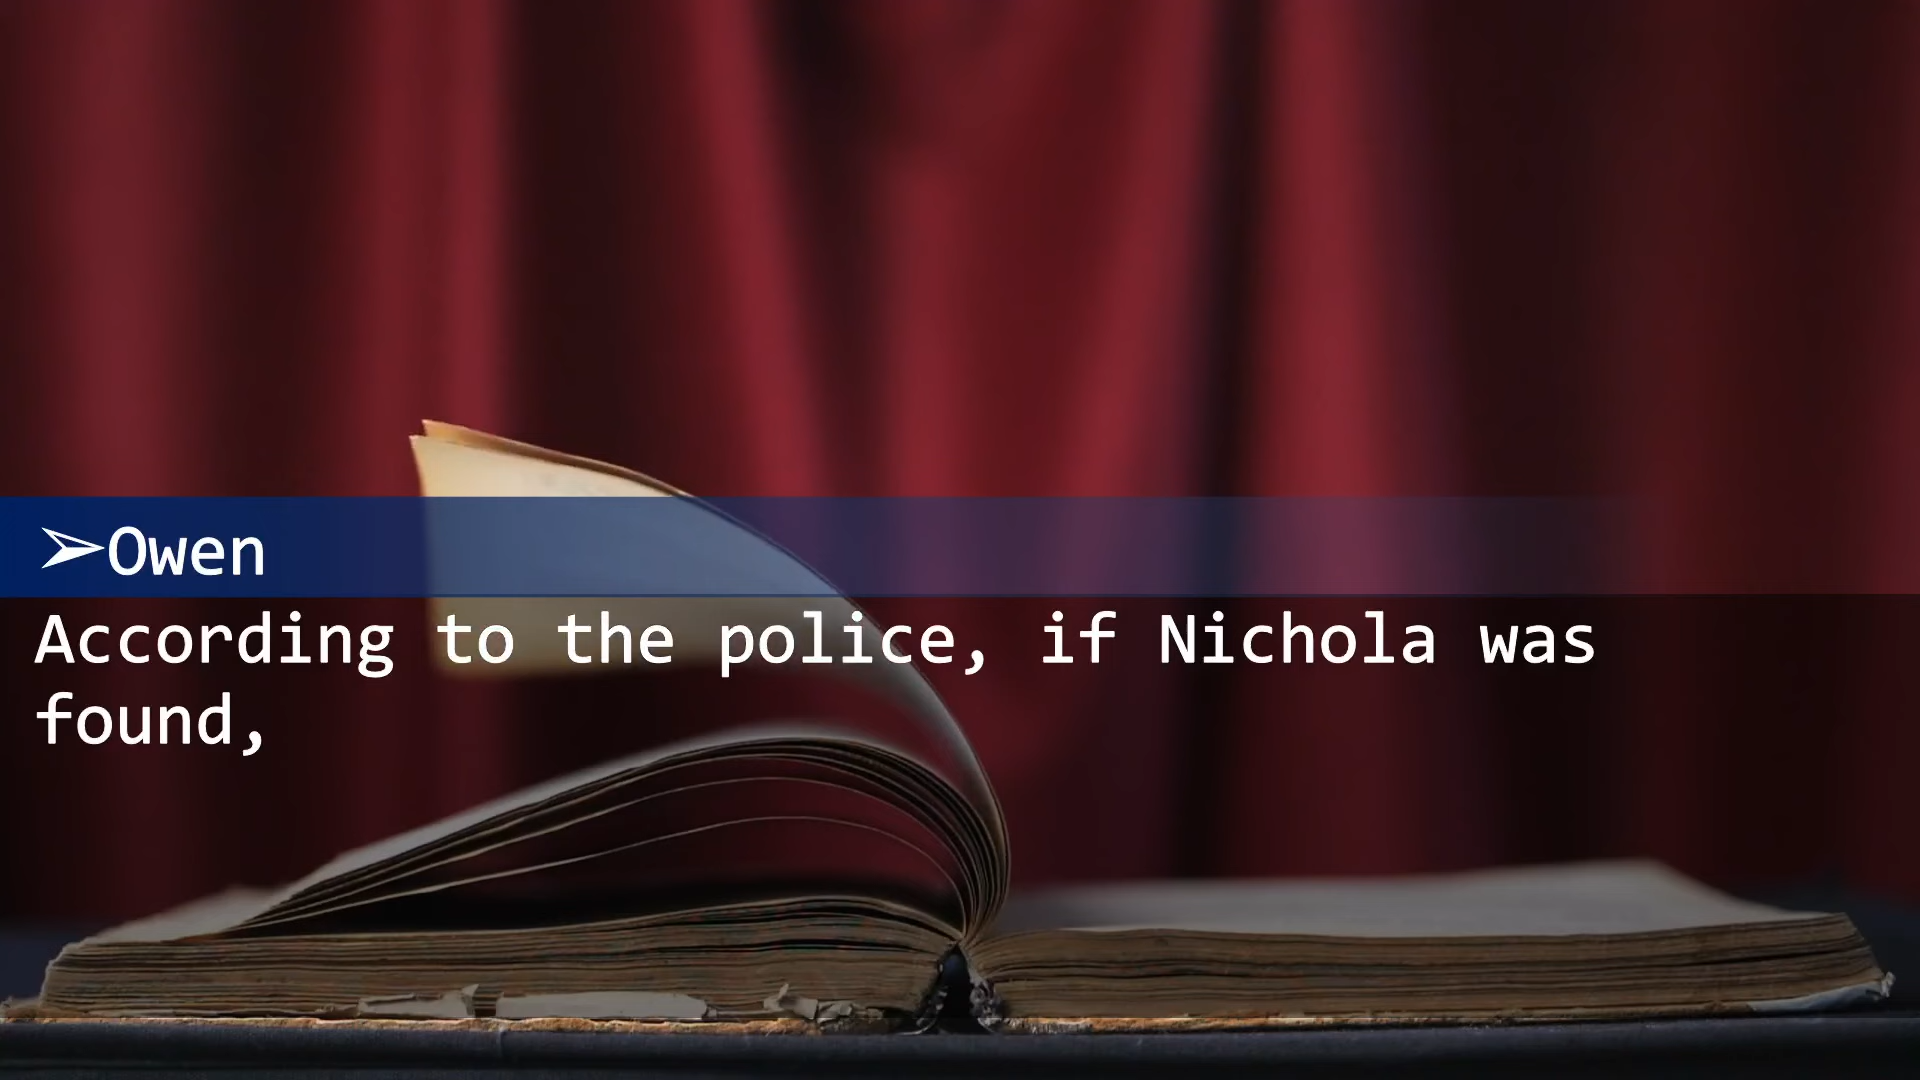 ➢Owen
According to the police, if Nichola was
found,